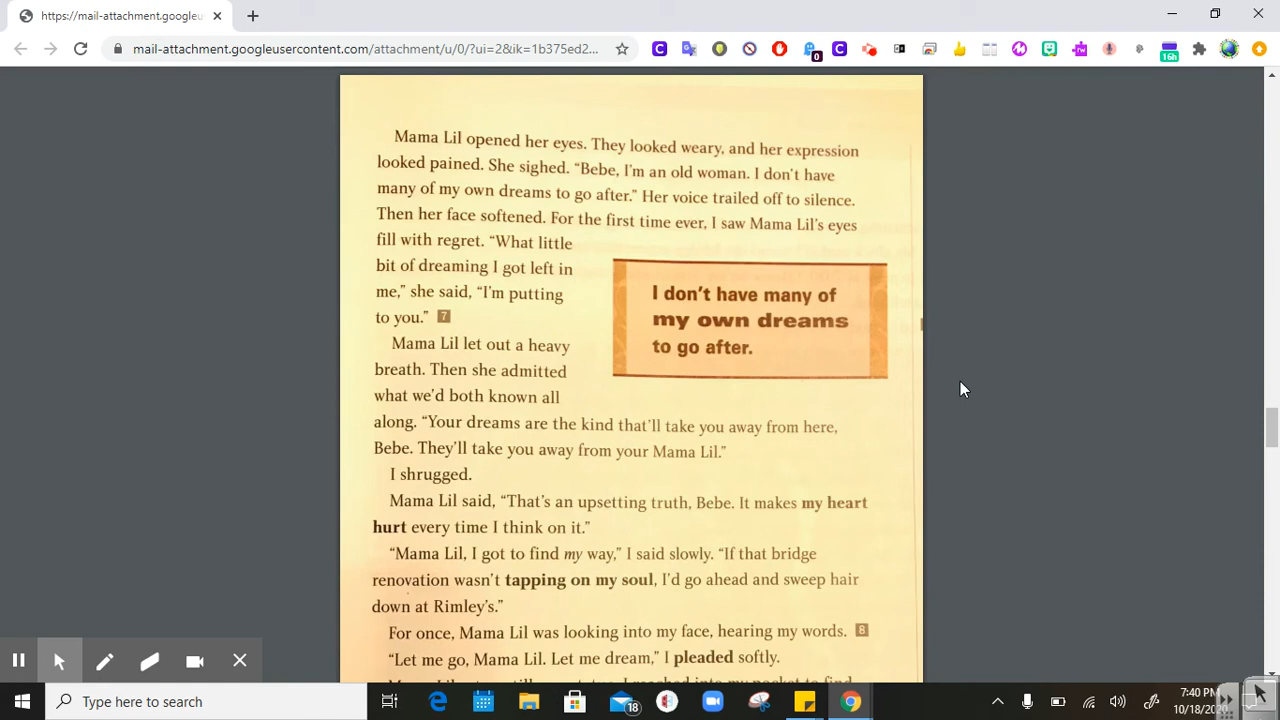 https://mail-attachment.googleu
mail-attachment.googleusercontent.com/attachment/u/0/?ui=2&ik=1b375ed2...
0
16h
Mama Lil opened her eyes. They looked weary, and her expression
looked pained. She sighed. “Bebe, I’m an old woman. I don’t have
many of my own dreams to go after.” Her voice trailed off to silence.
Then her face softened. For the first time ever, I saw Mama Lil’s eyes
fill with regret. “What little
bit of dreaming I got left in
me,” she said, “I’m putting
to you.” 7
I don’t have many of
my own dreams
to go after.
Mama Lil let out a heavy
breath. Then she admitted
what we’d both known all
along. “Your dreams are the kind that’ll take you away from here,
Bebe. They’ll take you away from your Mama Lil.”
I shrugged.
Mama Lil said, “That’s an upsetting truth, Bebe. It makes my heart
hurt every time I think on it.”
“Mama Lil, I got to find my way,” I said slowly. “If that bridge
renovation wasn’t tapping on my soul, I’d go ahead and sweep hair
down at Rimley’s.”
For once, Mama Lil was looking into my face, hearing my words. 8
“Let me go, Mama Lil. Let me dream,” I pleaded softly.
Type here to search
18
7:40 PM
10/18/2020